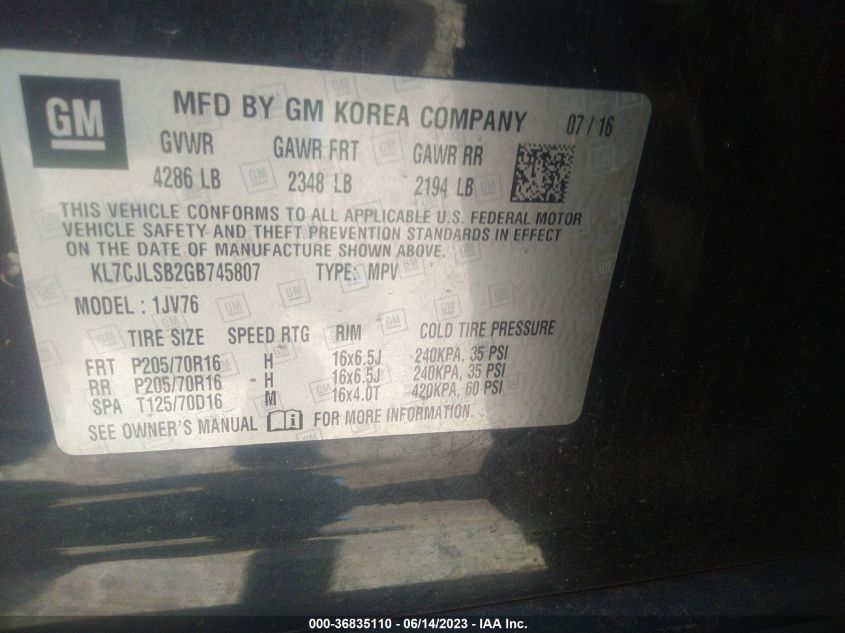 GM
MFD BY GM KOREA COMPANY 07 / 16
GVWR GAWR FRT GAWR RR
4286 LB 2348 LB 2194 LB
THIS VEHICLE CONFORMS TO ALL APPLICABLE U.S. FEDERAL MOTOR
VEHICLE SAFETY AND THEFT PREVENTION STANDARDS IN EFFECT
ON THE DATE OF MANUFACTURE SHOWN ABOVE.
KL7CJLSB2GB745807 TYPE: MPV
MODEL : 1JV76
TIRE SIZE SPEED RTG RIM COLD TIRE PRESSURE
FRT P205/70R16 H 16x6.5J 240KPA, 35 PSI
RR P205/70R16 H 16x6.5J 240KPA, 35 PSI
SPA T125/70D16 M 16x4.0T 420KPA, 60 PSI
SEE OWNER'S MANUAL i FOR MORE INFORMATION.
000-36835110 - 06/14/2023 - IAA Inc.